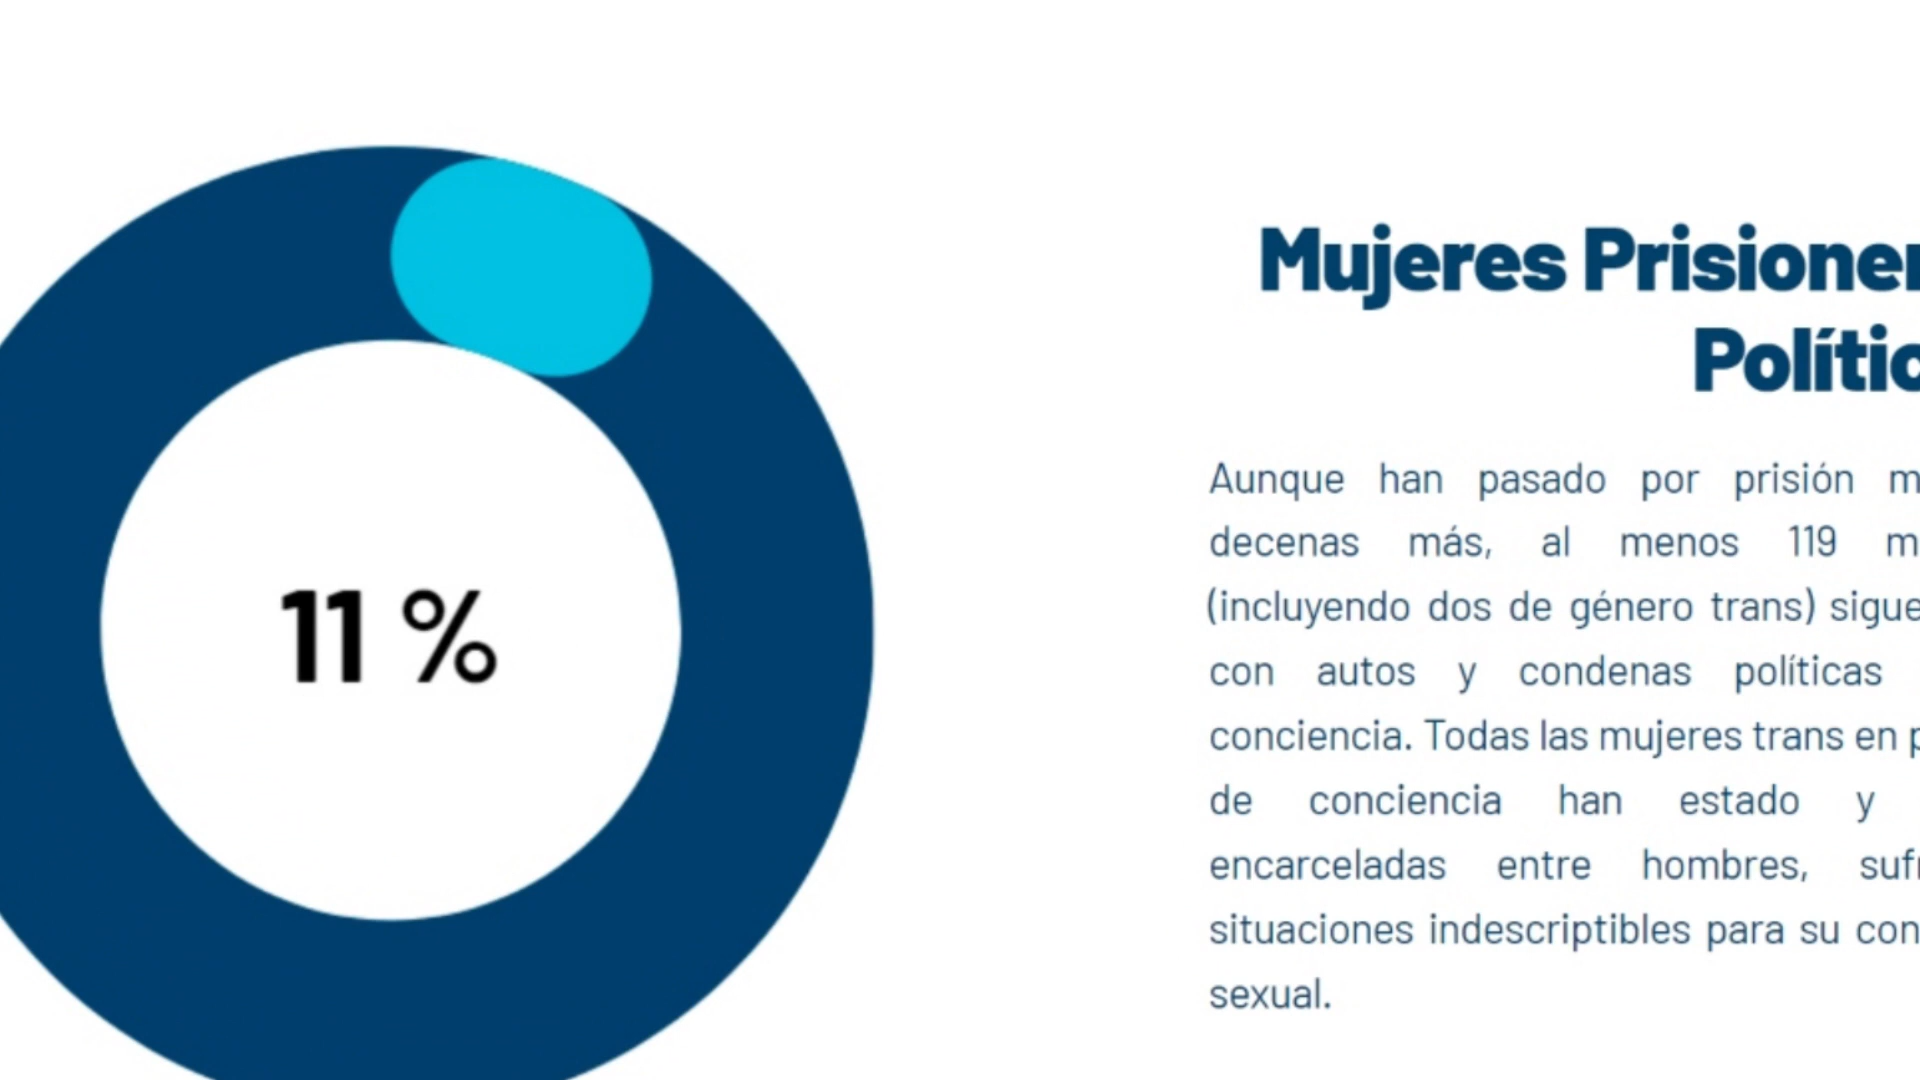 11 %
Mujeres Prisioner
Polític
Aunque han pasado por prisión m
decenas más, al menos 119 m
(incluyendo dos de género trans) sigue
con autos y condenas políticas
conciencia. Todas las mujeres trans en p
de conciencia han estado y
encarceladas entre hombres, sufr
situaciones indescriptibles para su con
sexual.